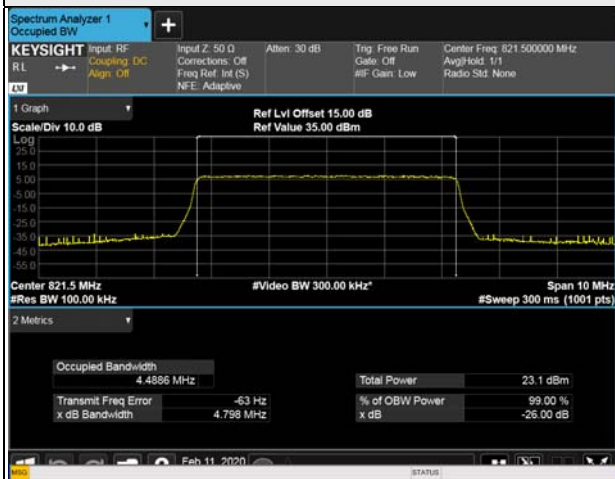 Spectrum Analyzer 1
Occupied BW
+
KEYSIGHT Input: RF Input Z: 50 Ω Atten: 30 dB Trig: Free Run Center Freq: 821.500000 MHz
RL Coupling: DC Corrections: Off Gate: Off Avg|Hold: 1/1
Align: Off Freq Ref: Int (S) #IF Gain: Low Radio Std: None
LXI NFE: Adaptive
1 Graph
Ref Lvl Offset 15.00 dB
Scale/Div 10.0 dB Ref Value 35.00 dBm
Log
25.0
15.0
5.00
-5.00
-15.0
-25.0
-35.0
-45.0
-55.0
Center 821.5 MHz #Video BW 300.00 kHz* Span 10 MHz
#Res BW 100.00 kHz #Sweep 300 ms (1001 pts)
2 Metrics
Occupied Bandwidth
4.4886 MHz Total Power 23.1 dBm
Transmit Freq Error -63 Hz % of OBW Power 99.00 %
x dB Bandwidth 4.798 MHz x dB -26.00 dB
Feb 11, 2020
MSG STATUS